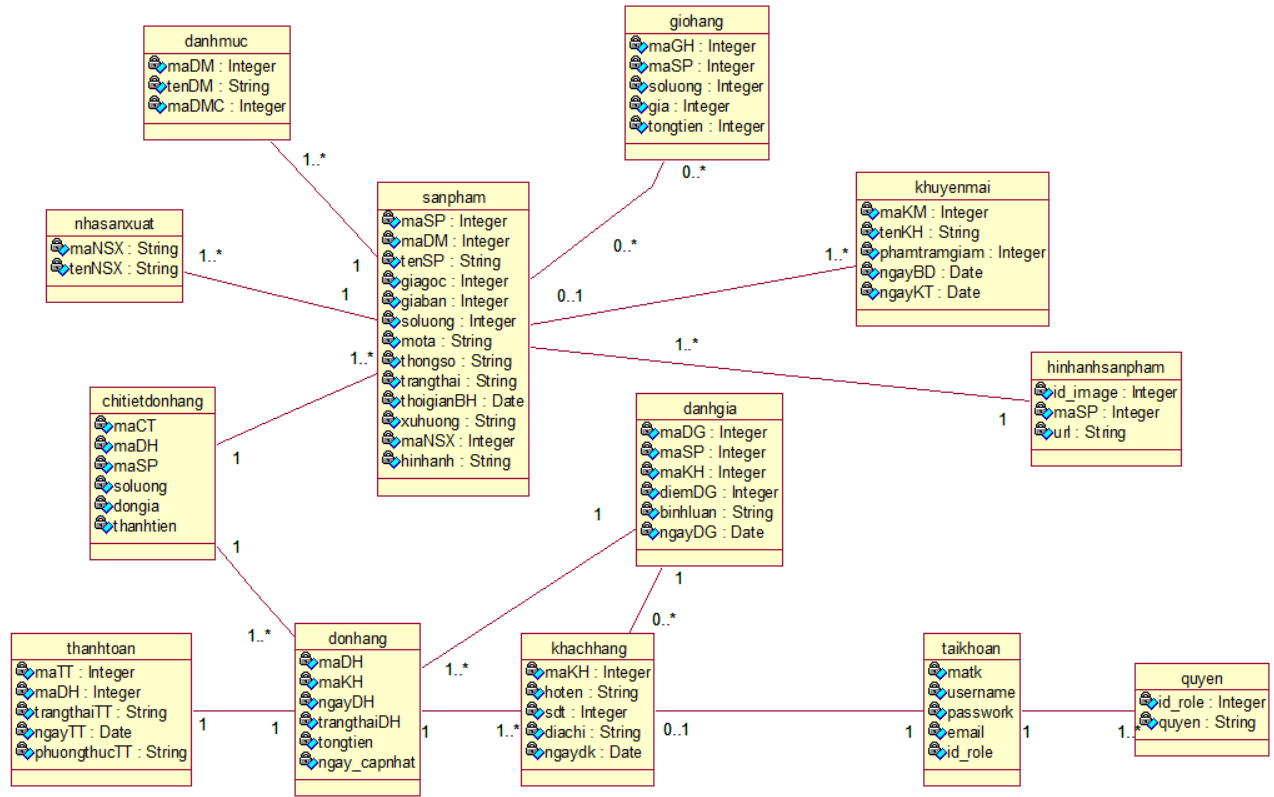 danhmuc
maDM : Integer
tenDM : String
maDMC : Integer
giohang
maGH : Integer
maSP : Integer
soluong : Integer
gia : Integer
tongtien : Integer
1..*
0..*
nhasanxuat
maNSX : String
tenNSX : String
1..*
1
1
sanpham
maSP : Integer
maDM : Integer
tenSP : String
giagoc : Integer
giaban : Integer
soluong : Integer
mota : String
thongso : String
trangthai : String
thoigianBH : Date
xuhuong : String
maNSX : Integer
hinhanh : String
0..*
0..1
1..*
khuyenmai
maKM : Integer
tenKH : String
phamtramgiam : Integer
ngayBD : Date
ngayKT : Date
1..*
1..*
1
hinhanhsanpham
id_image : Integer
maSP : Integer
url : String
chitietdonhang
maCT
maDH
maSP
soluong
dongia
thanhtien
1
1
1..*
danhgia
maDG : Integer
maSP : Integer
maKH : Integer
diemDG : Integer
binhluan : String
ngayDG : Date
1
1
0..*
1..*
thanhtoan
maTT : Integer
maDH : Integer
trangthaiTT : String
ngayTT : Date
phuongthucTT : String
1
1
donhang
maDH
maKH
ngayDH
trangthaiDH
tongtien
ngay_capnhat
1
1..*
khachhang
maKH : Integer
hoten : String
sdt : Integer
diachi : String
ngaydk : Date
0..1
1
taikhoan
matk
username
passwork
email
id_role
1
1..*
quyen
id_role : Integer
quyen : String